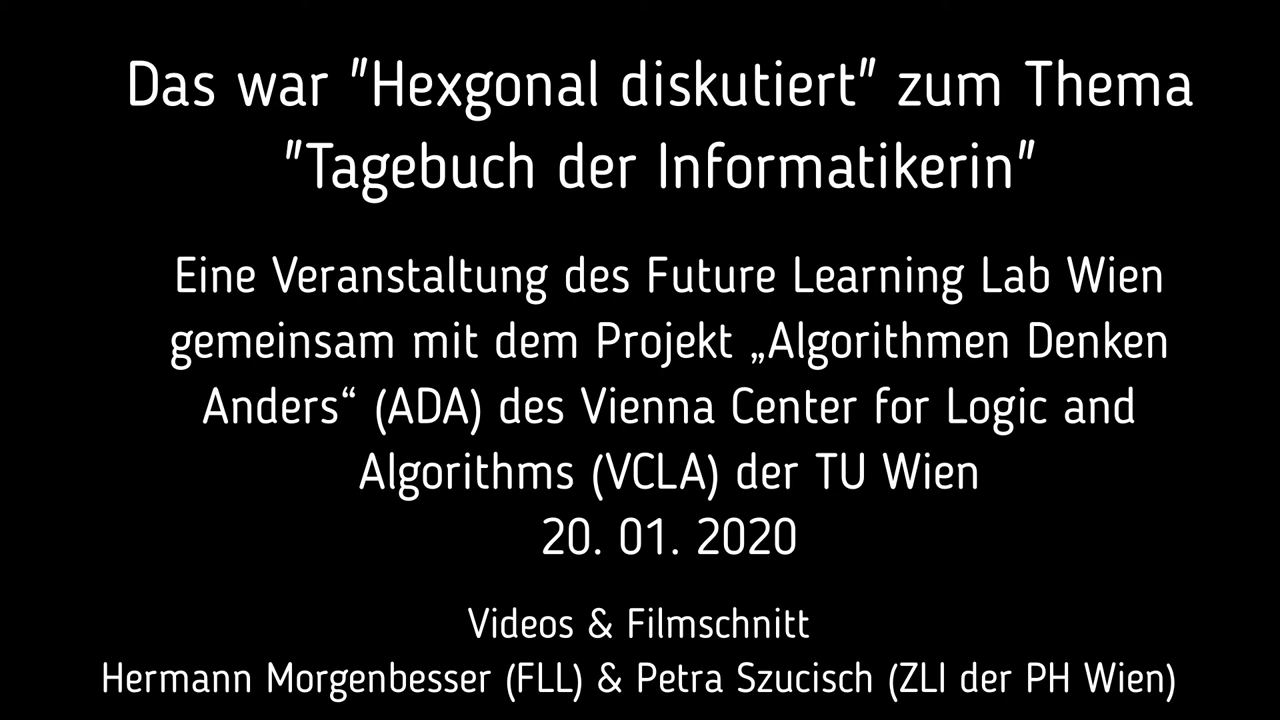 Das war "Hexgonal diskutiert" zum Thema
"Tagebuch der Informatikerin"
Eine Veranstaltung des Future Learning Lab Wien
gemeinsam mit dem Projekt „Algorithmen Denken
Anders“ (ADA) des Vienna Center for Logic and
Algorithms (VCLA) der TU Wien
20. 01. 2020
Videos & Filmschnitt
Hermann Morgenbesser (FLL) & Petra Szucisch (ZLI der PH Wien)